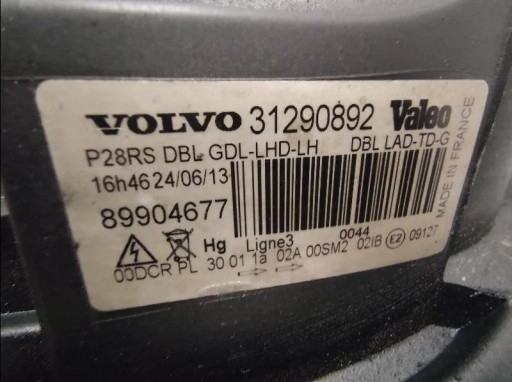 VOLVO 31290892 Valeo
P28RS DBL GDL-LHD-LH DBL LAD-TD-G
16h46 24/06/13
89904677
MADE IN FRANCE
Hg Ligne3 0044
00DCR PL 30 01 1a 02A 00SM2 02IB E2 09127